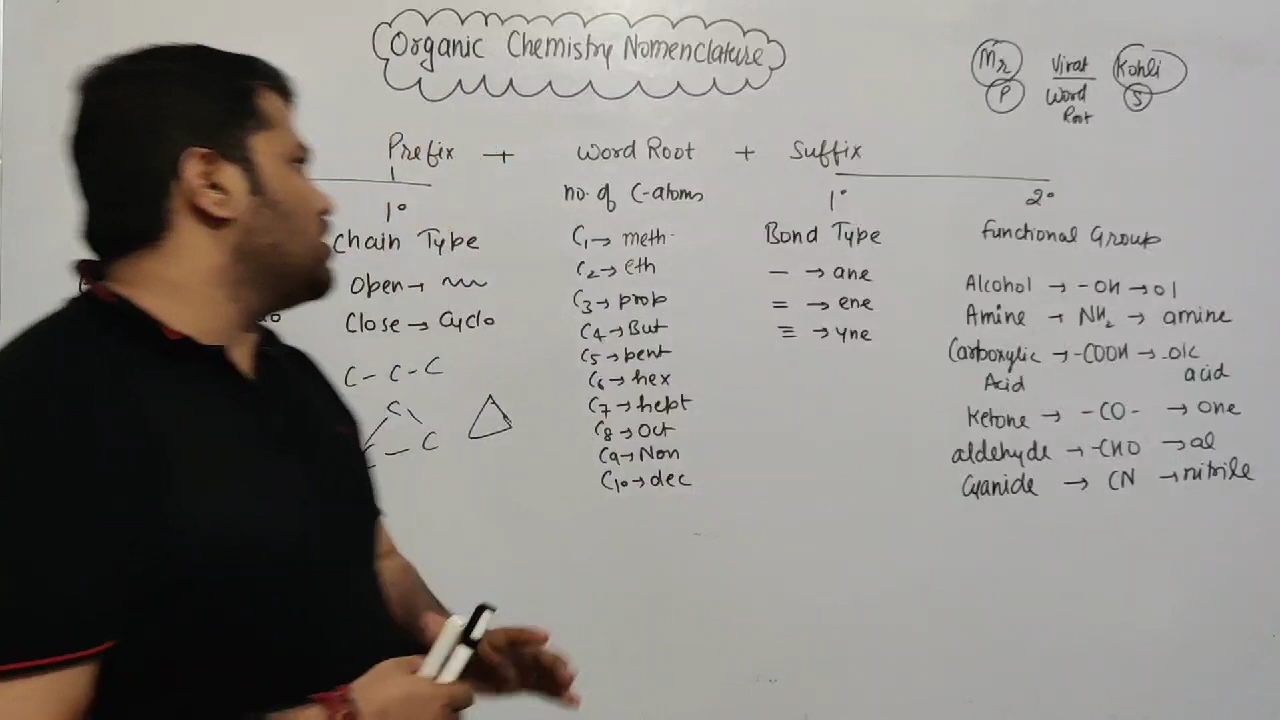 Organic Chemistry Nomenclature
Mr Virat Kohli
P Word Root S
Prefix + Word Root + Suffix
1° no. of C-atoms 1° 2°
Chain Type
Open →
Close → Cyclo
C - C - C
C
- C
C1 → meth-
C2 → eth
C3 → prop
C4 → But
C5 → pent
C6 → hex
C7 → hept
C8 → Oct
C9 → Non
C10 → dec
Bond Type
— → ane
= → ene
≡ → yne
Functional Group
Alcohol → -OH → ol
Amine → NH2 → amine
Carboxylic → -COOH → -oic
Acid acid
Ketone → -CO- → one
aldehyde → -CHO → al
Cyanide → CN → nitrile